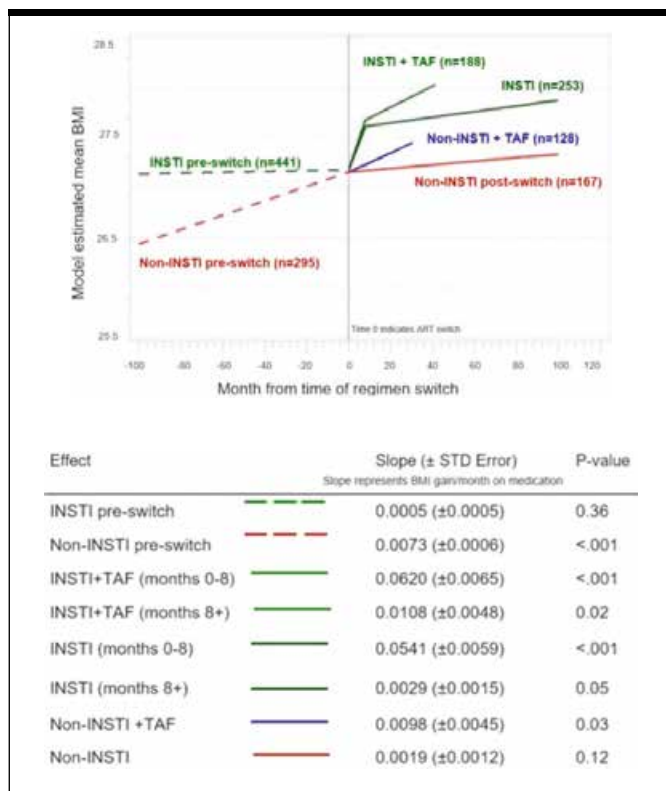 28.5
INSTI + TAF (n=188)
INSTI (n=253)
27.5
Non-INSTI + TAF (n=128)
INSTI pre-switch (n=441)
Non-INSTI post-switch (n=167)
Model estimated mean BMI
26.5
Non-INSTI pre-switch (n=295)
Time 0 indicates ART switch
25.5
-100 -80 -60 -40 -20 0 20 40 60 80 100 120
Month from time of regimen switch
Effect Slope (± STD Error) P-value
Slope represents BMI gain/month on medication
INSTI pre-switch 0.0005 (±0.0005) 0.36
Non-INSTI pre-switch 0.0073 (±0.0006) <.001
INSTI+TAF (months 0-8) 0.0620 (±0.0065) <.001
INSTI+TAF (months 8+) 0.0108 (±0.0048) 0.02
INSTI (months 0-8) 0.0541 (±0.0059) <.001
INSTI (months 8+) 0.0029 (±0.0015) 0.05
Non-INSTI +TAF 0.0098 (±0.0045) 0.03
Non-INSTI 0.0019 (±0.0012) 0.12